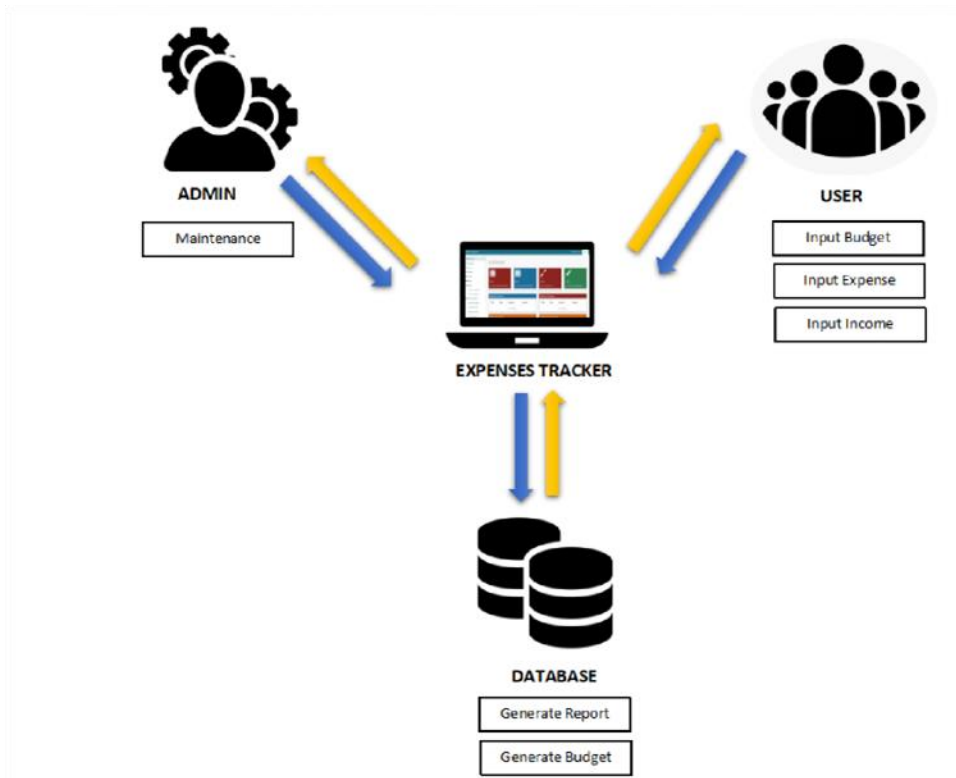 ADMIN
Maintenance
USER
Input Budget
Input Expense
Input Income
EXPENSES TRACKER
DATABASE
Generate Report
Generate Budget